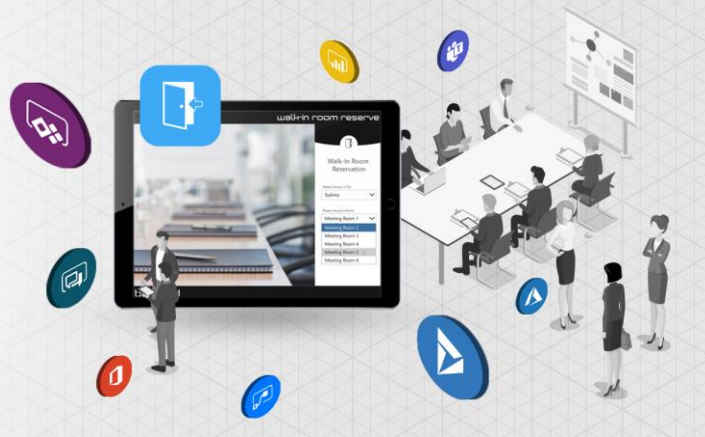 walk-in room reserve
Walk-In Room
Reservation
Sydney
Meeting Room 1
Meeting Room 2
Meeting Room 3
Meeting Room 4
Meeting Room 5
Meeting Room 6